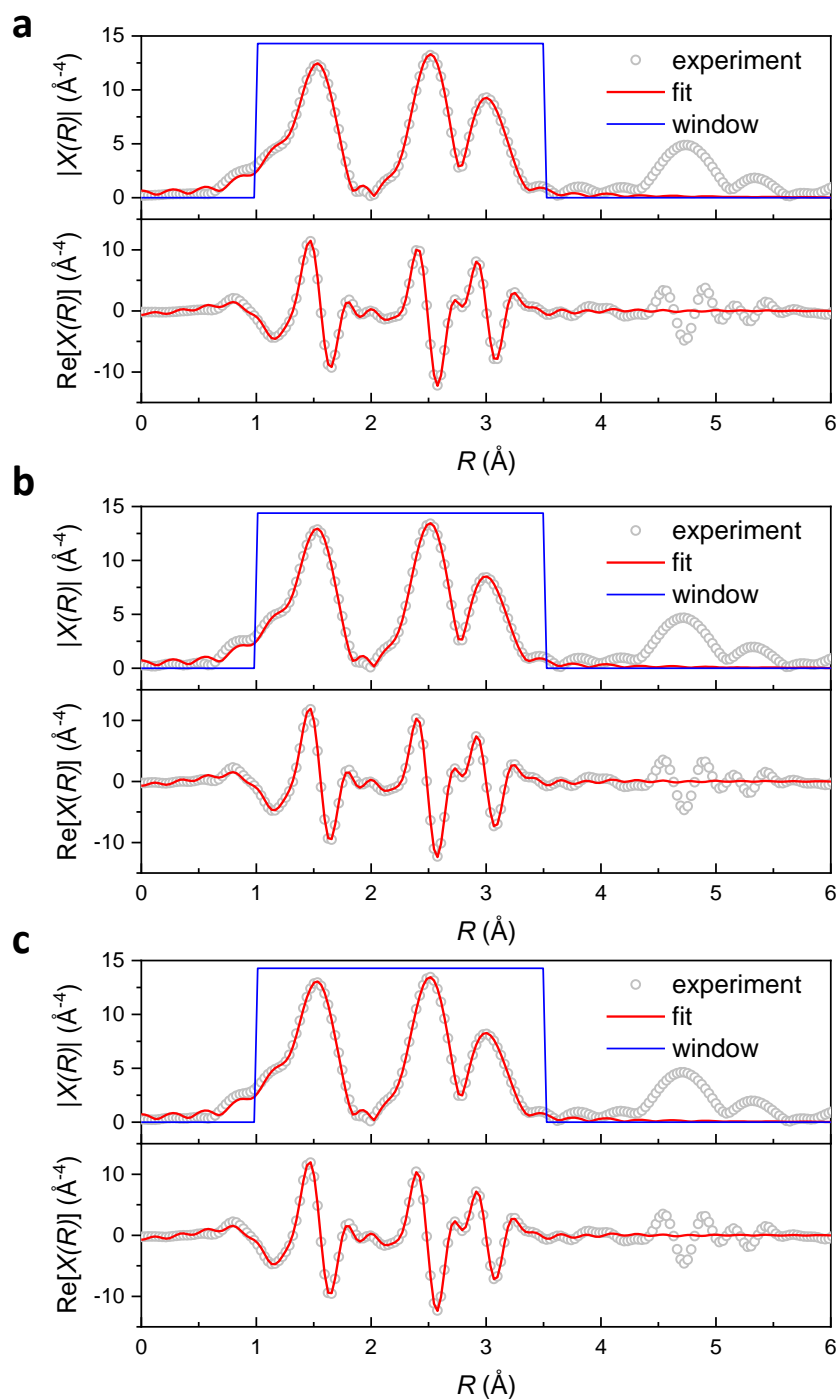 a
|X(R)| (Å-4)
15
10
5
0
experiment
fit
window
Re[X(R)] (Å-4)
10
0
-10
0 1 2 3 4 5 6
R (Å)
b
|X(R)| (Å-4)
15
10
5
0
experiment
fit
window
Re[X(R)] (Å-4)
10
0
-10
0 1 2 3 4 5 6
R (Å)
c
|X(R)| (Å-4)
15
10
5
0
experiment
fit
window
Re[X(R)] (Å-4)
10
0
-10
0 1 2 3 4 5 6
R (Å)